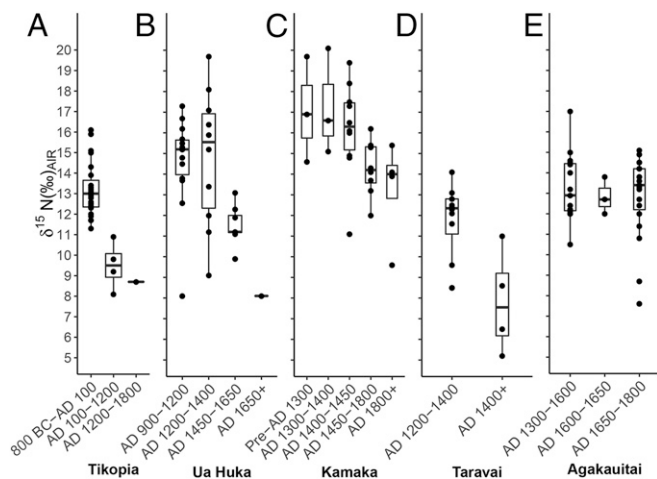 A B C D E
δ15 N(‰)AIR
20
19
18
17
16
15
14
13
12
11
10
9
8
7
6
5
800 BC–AD 100
AD 100–1200
AD 1200–1800
AD 900–1200
AD 1200–1400
AD 1450–1650
AD 1650+
Pre–AD 1300
AD 1300–1400
AD 1400–1450
AD 1450–1800
AD 1800+
AD 1200–1400
AD 1400+
AD 1300–1600
AD 1600–1650
AD 1650–1800
Tikopia Ua Huka Kamaka Taravai Agakauitai